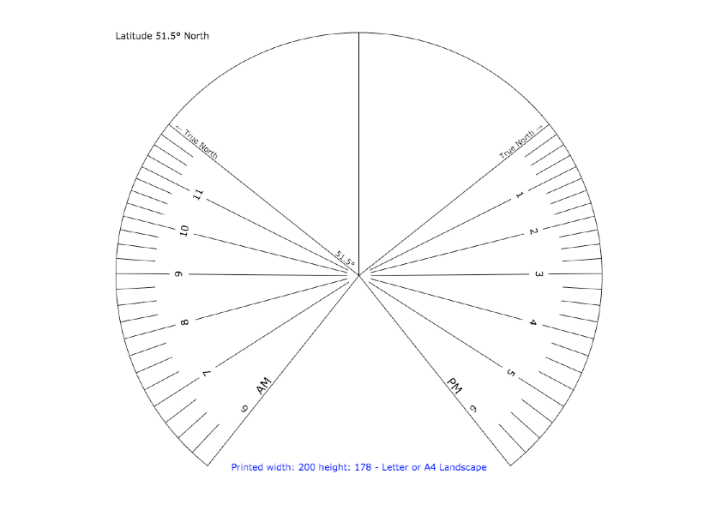 Latitude 51.5° North
← True North
True North →
11
1
10
2
51.5°
9
3
8
4
7
5
AM
PM
6
6
Printed width: 200 height: 178 - Letter or A4 Landscape